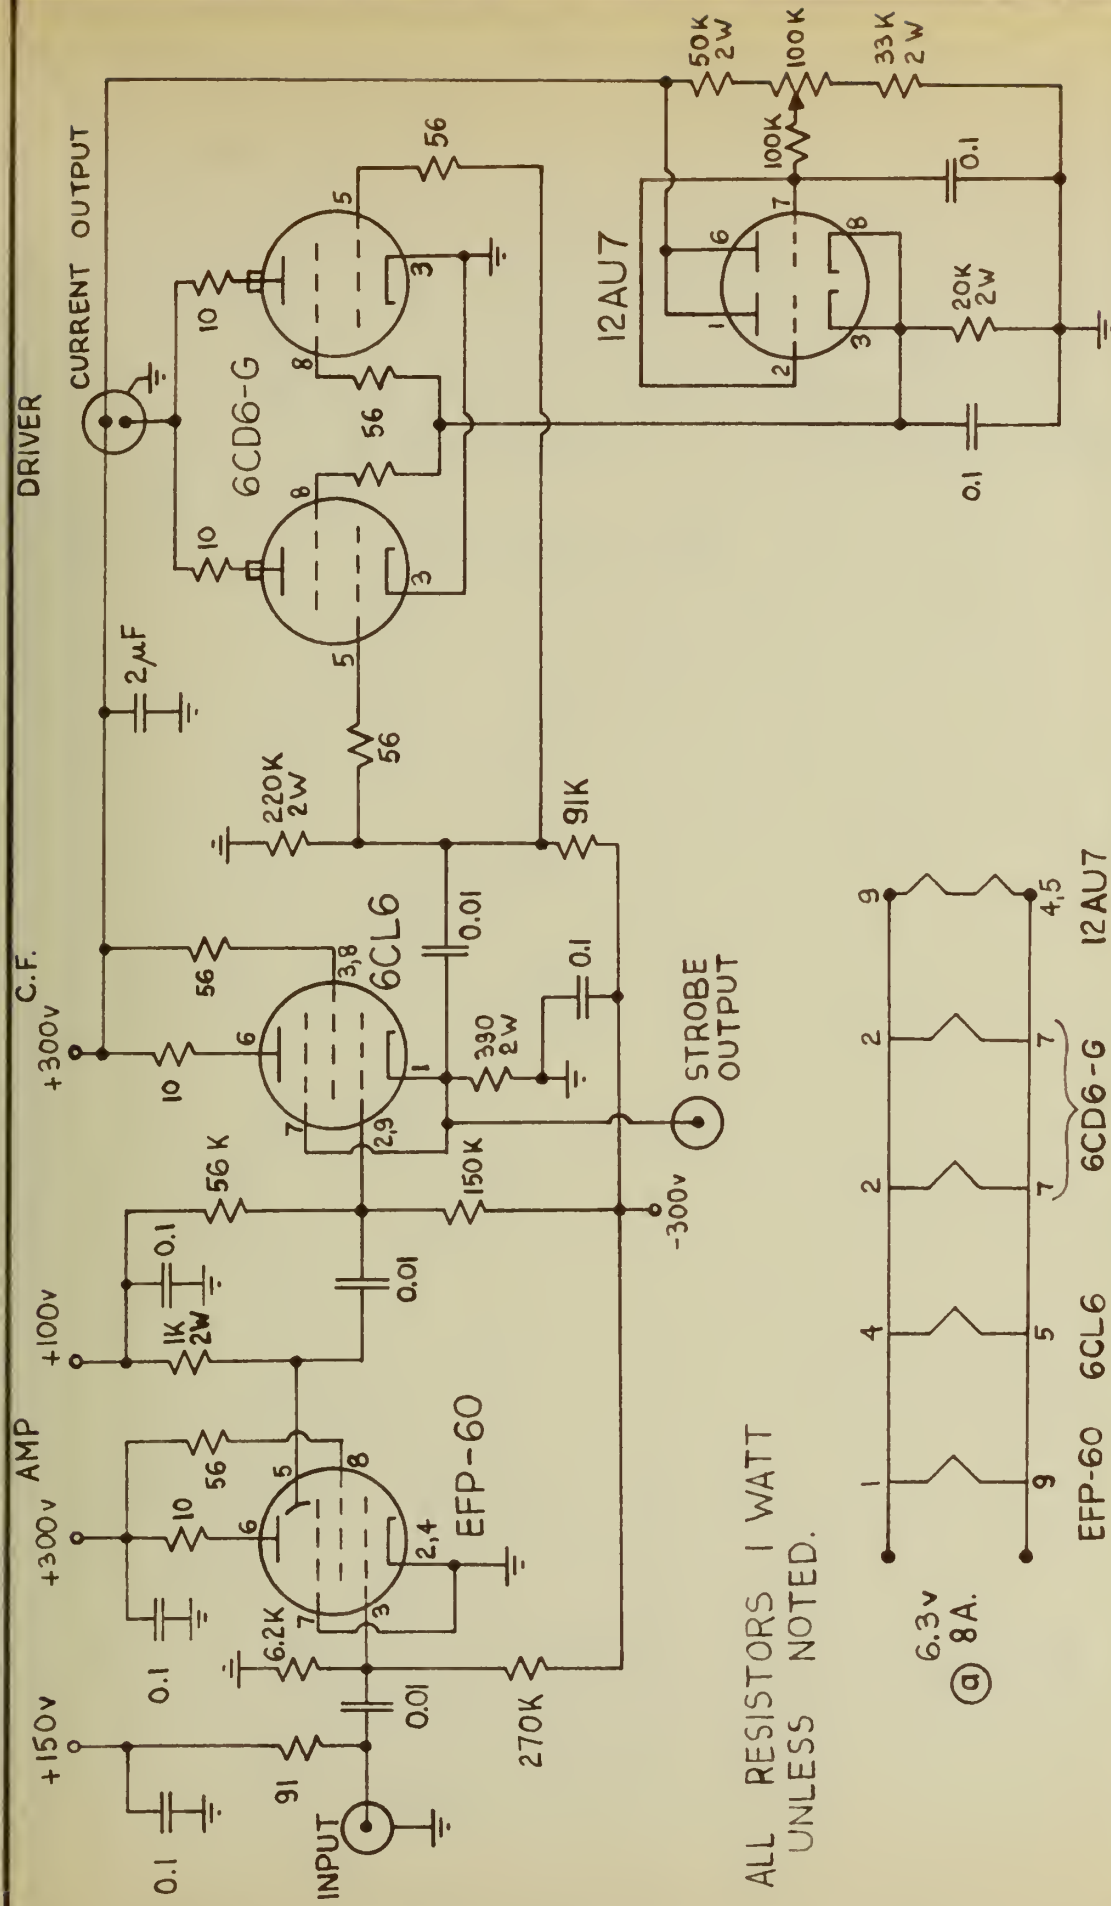 AMP
C.F.
DRIVER
+150v
+300v
+100v
+300v
CURRENT OUTPUT
0.1
0.1
10
56
1K
2W
0.1
56K
10
56
2µF
10
10
56
91
6.2K
220K
2W
6CD6-G
INPUT
7
6
5
8
3
2,4
0.01
270K
EFP-60
0.01
150K
7
6
3,8
2,9
1
6CL6
0.01
390
2W
0.1
56
91K
5
8
3
56
8
5
3
-300v
STROBE
OUTPUT
12AU7
1
6
2
7
3
8
50K
2W
100K
33K
2W
100K
0.1
20K
2W
0.1
ALL RESISTORS 1 WATT
UNLESS NOTED.
6.3v
@ 8A.
1
4
2
2
9
9
5
7
7
4,5
EFP-60
6CL6
6CD6-G
12AU7